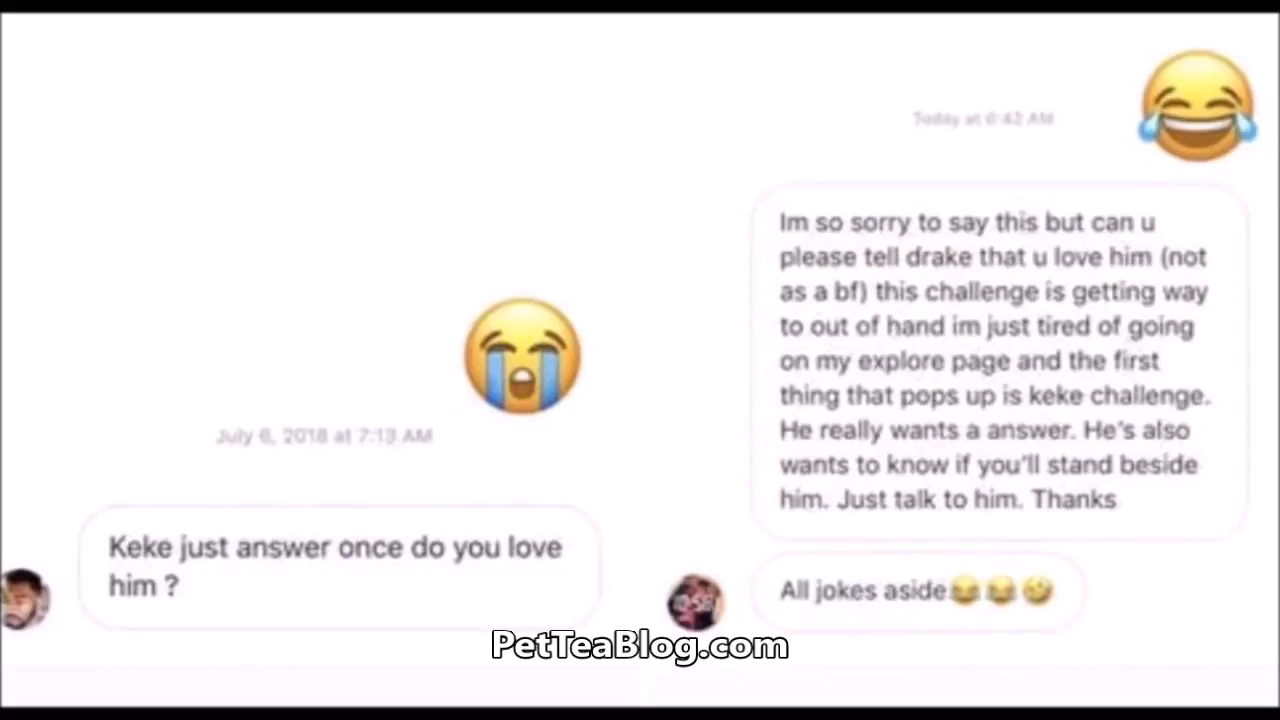 Today at 6:42 AM
Im so sorry to say this but can u
please tell drake that u love him (not
as a bf) this challenge is getting way
to out of hand im just tired of going
on my explore page and the first
thing that pops up is keke challenge.
He really wants a answer. He's also
wants to know if you'll stand beside
him. Just talk to him. Thanks
July 6, 2018 at 7:13 AM
Keke just answer once do you love
him ?
All jokes aside😂😂🤣
PetTeaBlog.com